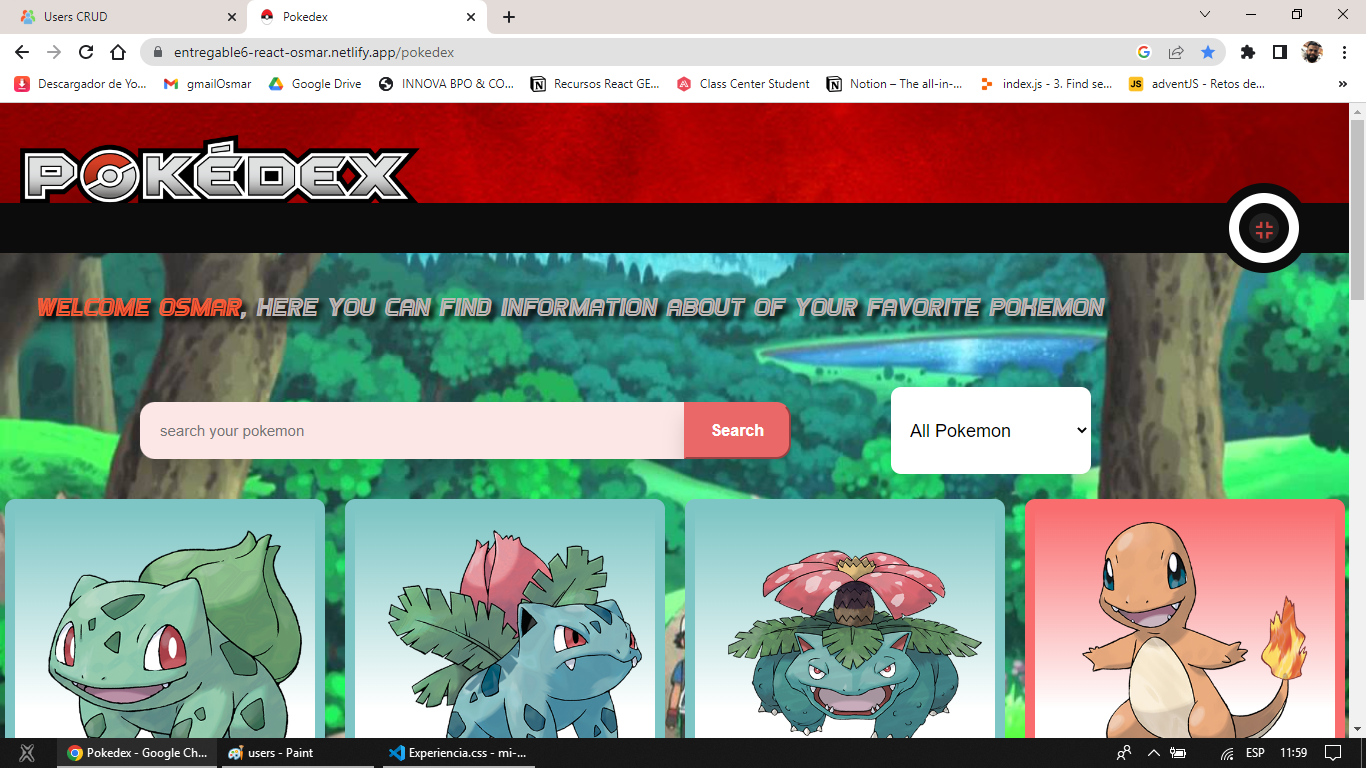 Users CRUD
Pokedex
entregable6-react-osmar.netlify.app/pokedex
Descargador de Yo...
gmailOsmar
Google Drive
INNOVA BPO & CO...
Recursos React GE...
Class Center Student
Notion – The all-in-...
index.js - 3. Find se...
JS
adventJS - Retos de...
»
POKÉDEX
WELCOME OSMAR, HERE YOU CAN FIND INFORMATION ABOUT OF YOUR FAVORITE POKEMON
search your pokemon
Search
All Pokemon
Pokedex - Google Ch...
users - Paint
Experiencia.css - mi-...
ESP
11:59